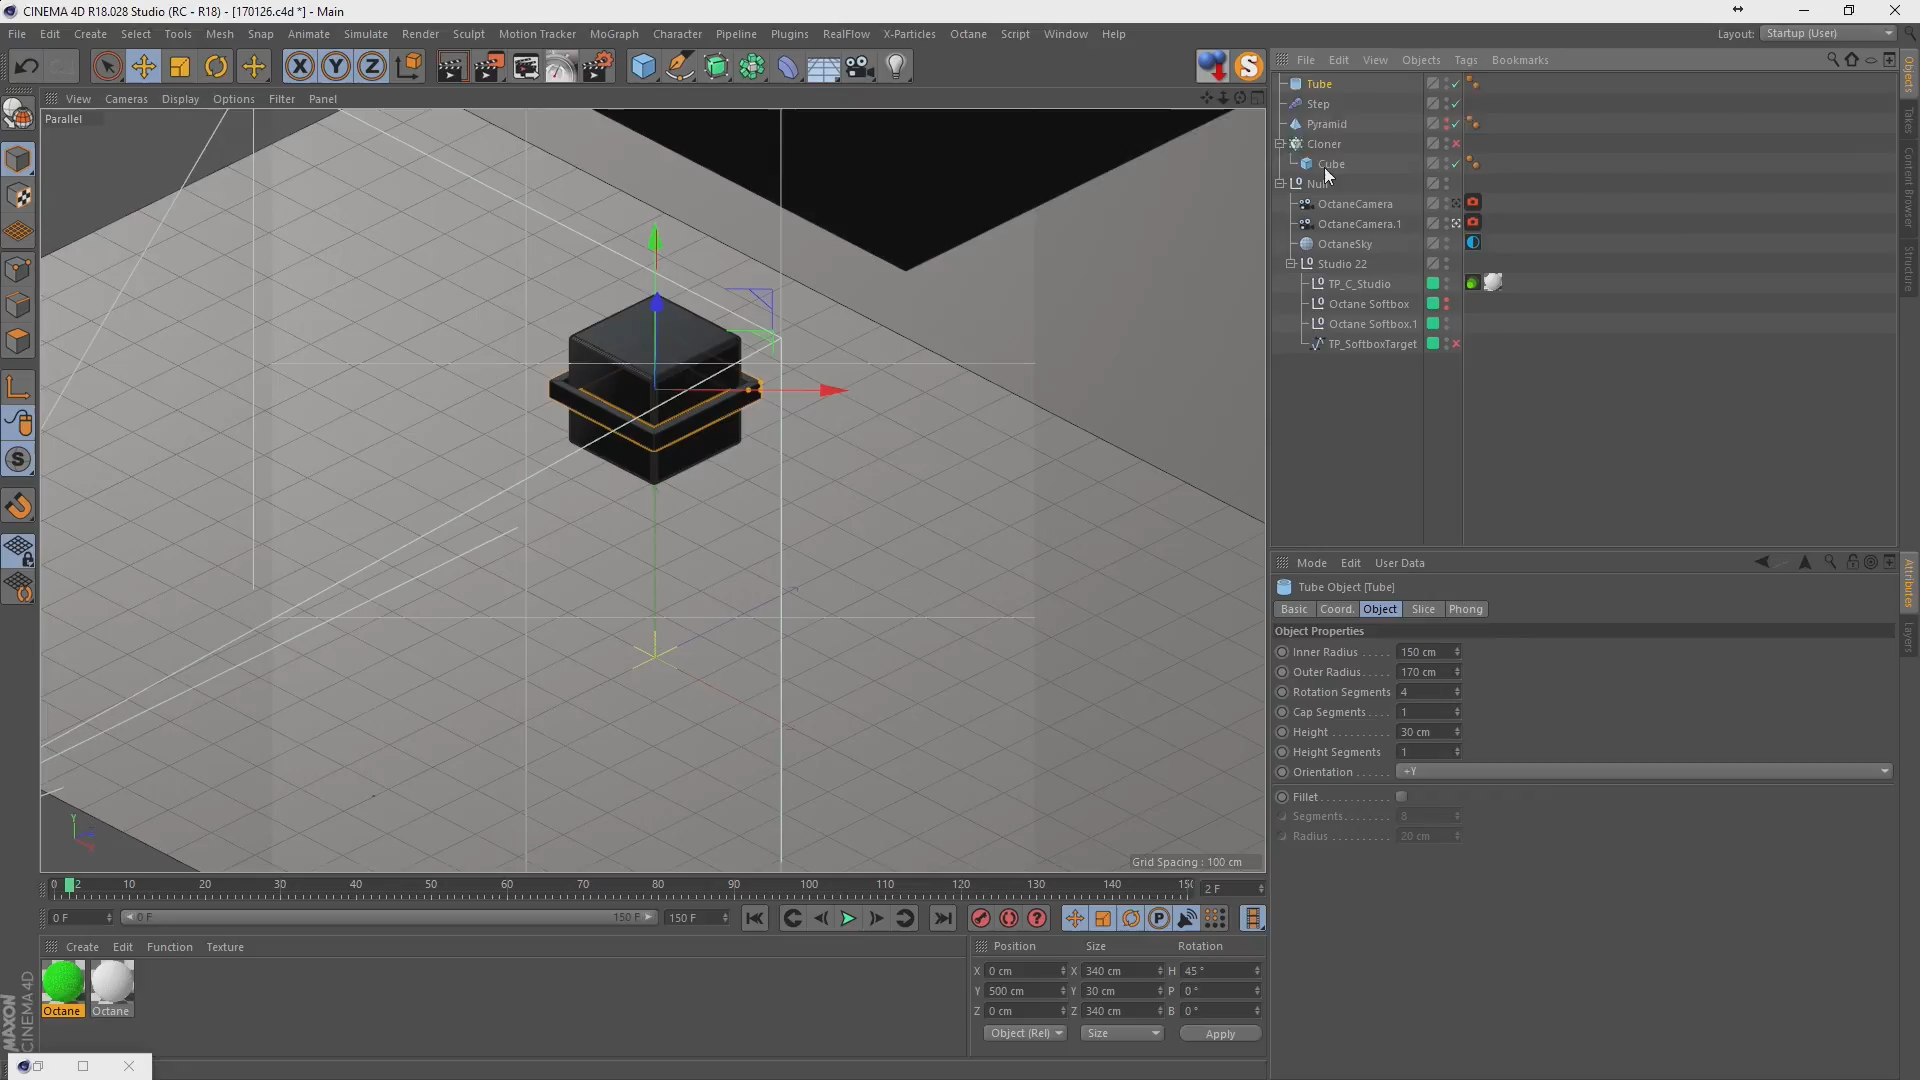 CINEMA 4D R18.028 Studio (RC - R18) - [170126.c4d *] - Main
File Edit Create Select Tools Mesh Snap Animate Simulate Render Sculpt Motion Tracker MoGraph Character Pipeline Plugins RealFlow X-Particles Octane Script Window Help
Layout: Startup (User)
File Edit View Objects Tags Bookmarks
View Cameras Display Options Filter Panel
Parallel
Tube
Step
Pyramid
Cloner
Cube
Null
OctaneCamera
OctaneCamera.1
OctaneSky
Studio 22
TP_C_Studio
Octane Softbox
Octane Softbox.1
TP_SoftboxTarget
Objects
Takes
Content Browser
Structure
Mode Edit User Data
Tube Object [Tube]
Basic Coord. Object Slice Phong
Object Properties
Inner Radius ..... 150 cm
Outer Radius ..... 170 cm
Rotation Segments 4
Cap Segments .... 1
Height .......... 30 cm
Height Segments 1
Orientation ...... +Y
Fillet ............
Segments ........ 8
Radius .......... 20 cm
Attributes
Layers
Y
Grid Spacing : 100 cm
0 2 10 20 30 40 50 60 70 80 90 100 110 120 130 140 15 2 F
0 F 0 F 150 F 150 F
Create Edit Function Texture
Octane Octane
Position Size Rotation
X 0 cm X 340 cm H 45 °
Y 500 cm Y 30 cm P 0 °
Z 0 cm Z 340 cm B 0 °
Object (Rel) Size Apply
MAXON
CINEMA 4D